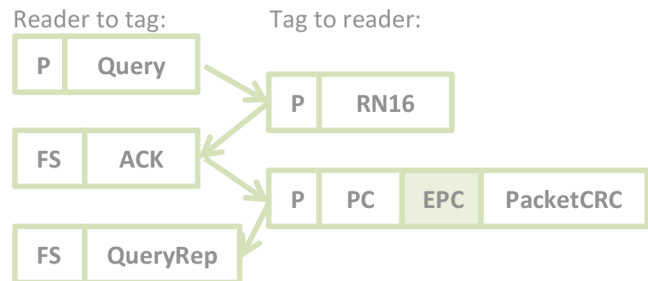 Reader to tag:
Tag to reader:
P Query
P RN16
FS ACK
P PC EPC PacketCRC
FS QueryRep